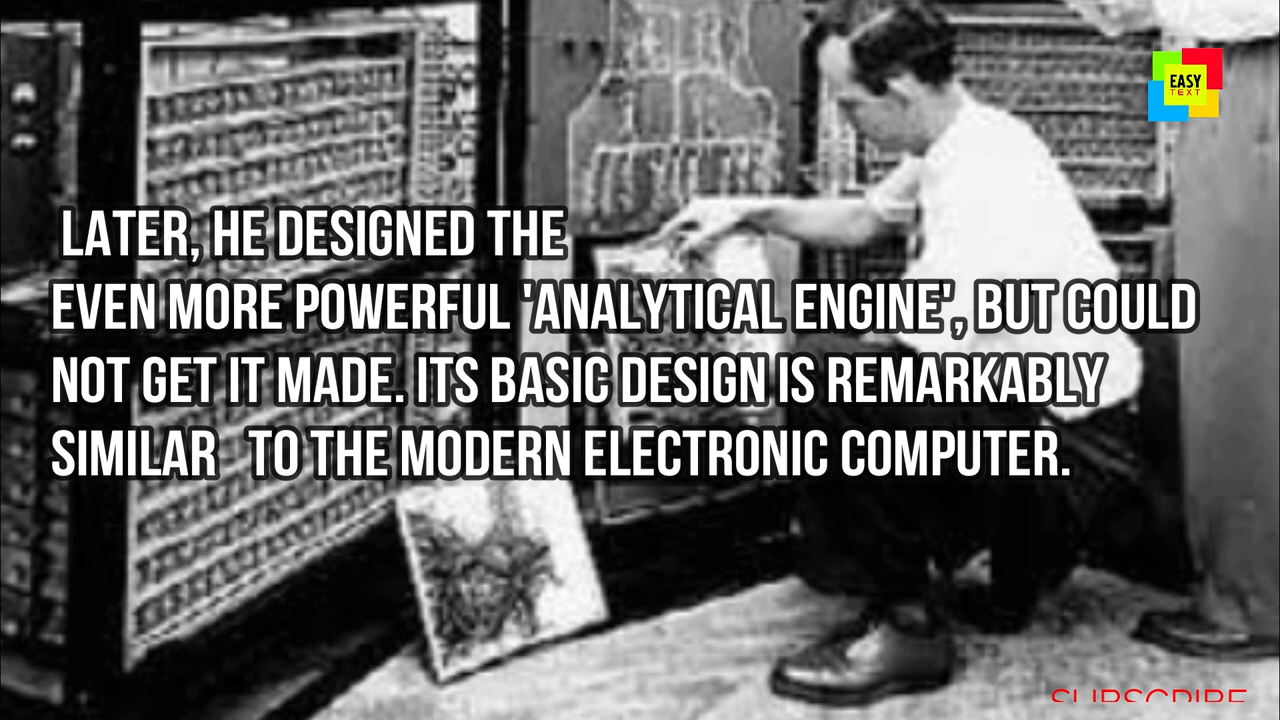 EASY
TEXT
LATER, HE DESIGNED THE
EVEN MORE POWERFUL 'ANALYTICAL ENGINE', BUT COULD
NOT GET IT MADE. ITS BASIC DESIGN IS REMARKABLY
SIMILAR TO THE MODERN ELECTRONIC COMPUTER.
SUBSCRIBE